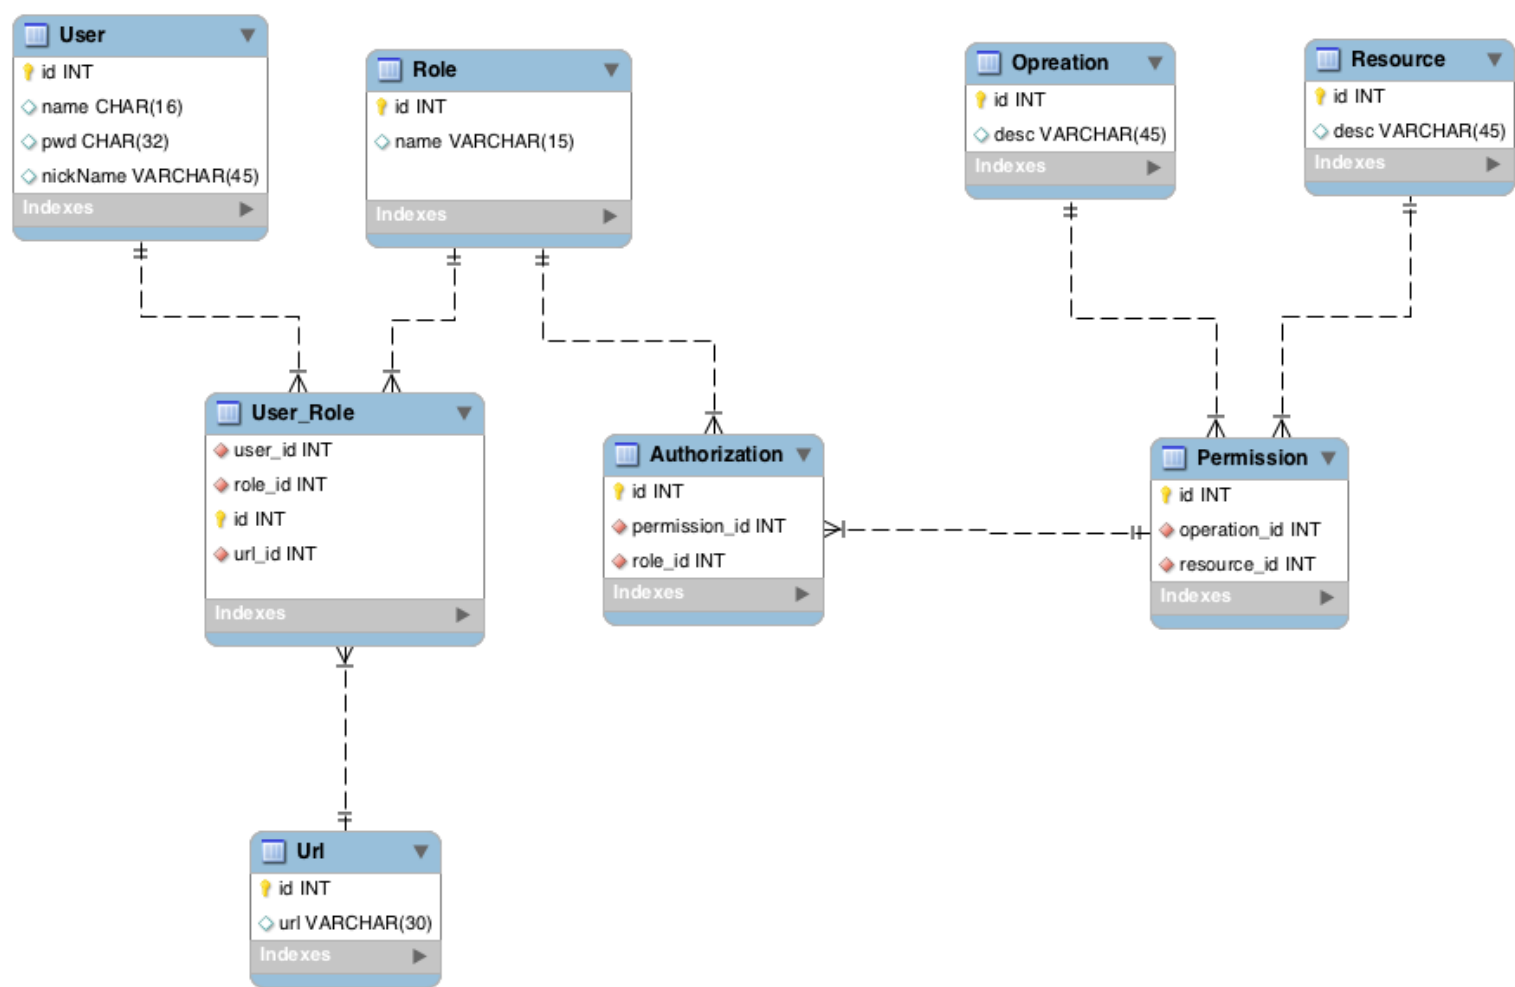 User
id INT
name CHAR(16)
pwd CHAR(32)
nickName VARCHAR(45)
Indexes
Role
id INT
name VARCHAR(15)
Indexes
Opreation
id INT
desc VARCHAR(45)
Indexes
Resource
id INT
desc VARCHAR(45)
Indexes
User_Role
user_id INT
role_id INT
id INT
url_id INT
Indexes
Authorization
id INT
permission_id INT
role_id INT
Indexes
Permission
id INT
operation_id INT
resource_id INT
Indexes
Url
id INT
url VARCHAR(30)
Indexes